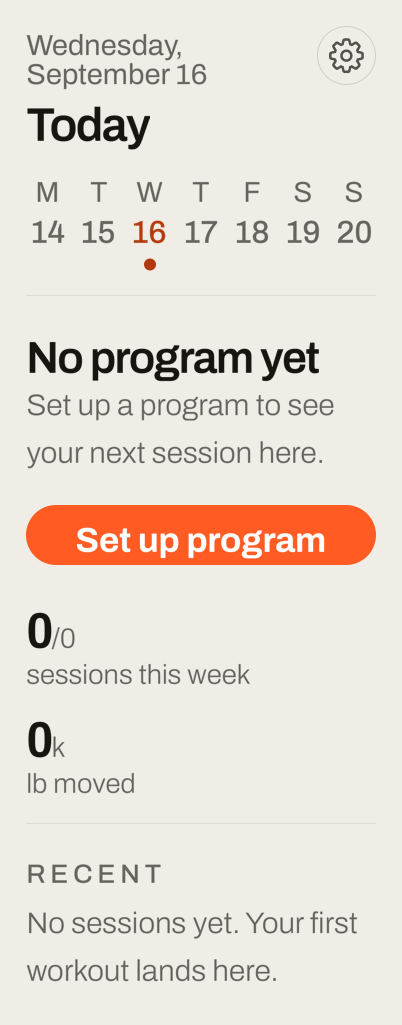 Wednesday,
September 16
Today
M T W T F S S
14 15 16 17 18 19 20
No program yet
Set up a program to see
your next session here.
Set up program
0/0
sessions this week
0k
lb moved
RECENT
No sessions yet. Your first
workout lands here.